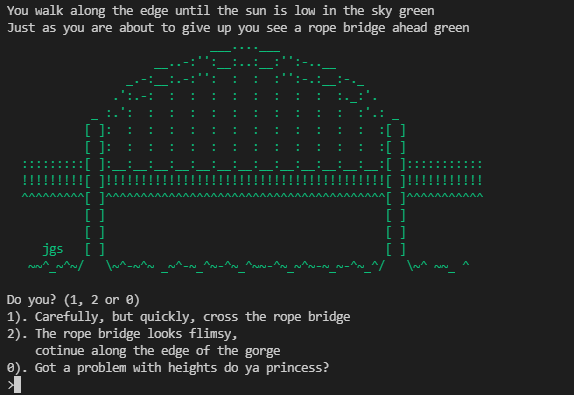 You walk along the edge until the sun is low in the sky green
Just as you are about to give up you see a rope bridge ahead green
jgs
Do you? (1, 2 or 0)
1). Carefully, but quickly, cross the rope bridge
2). The rope bridge looks flimsy,
cotinue along the edge of the gorge
0). Got a problem with heights do ya princess?
>